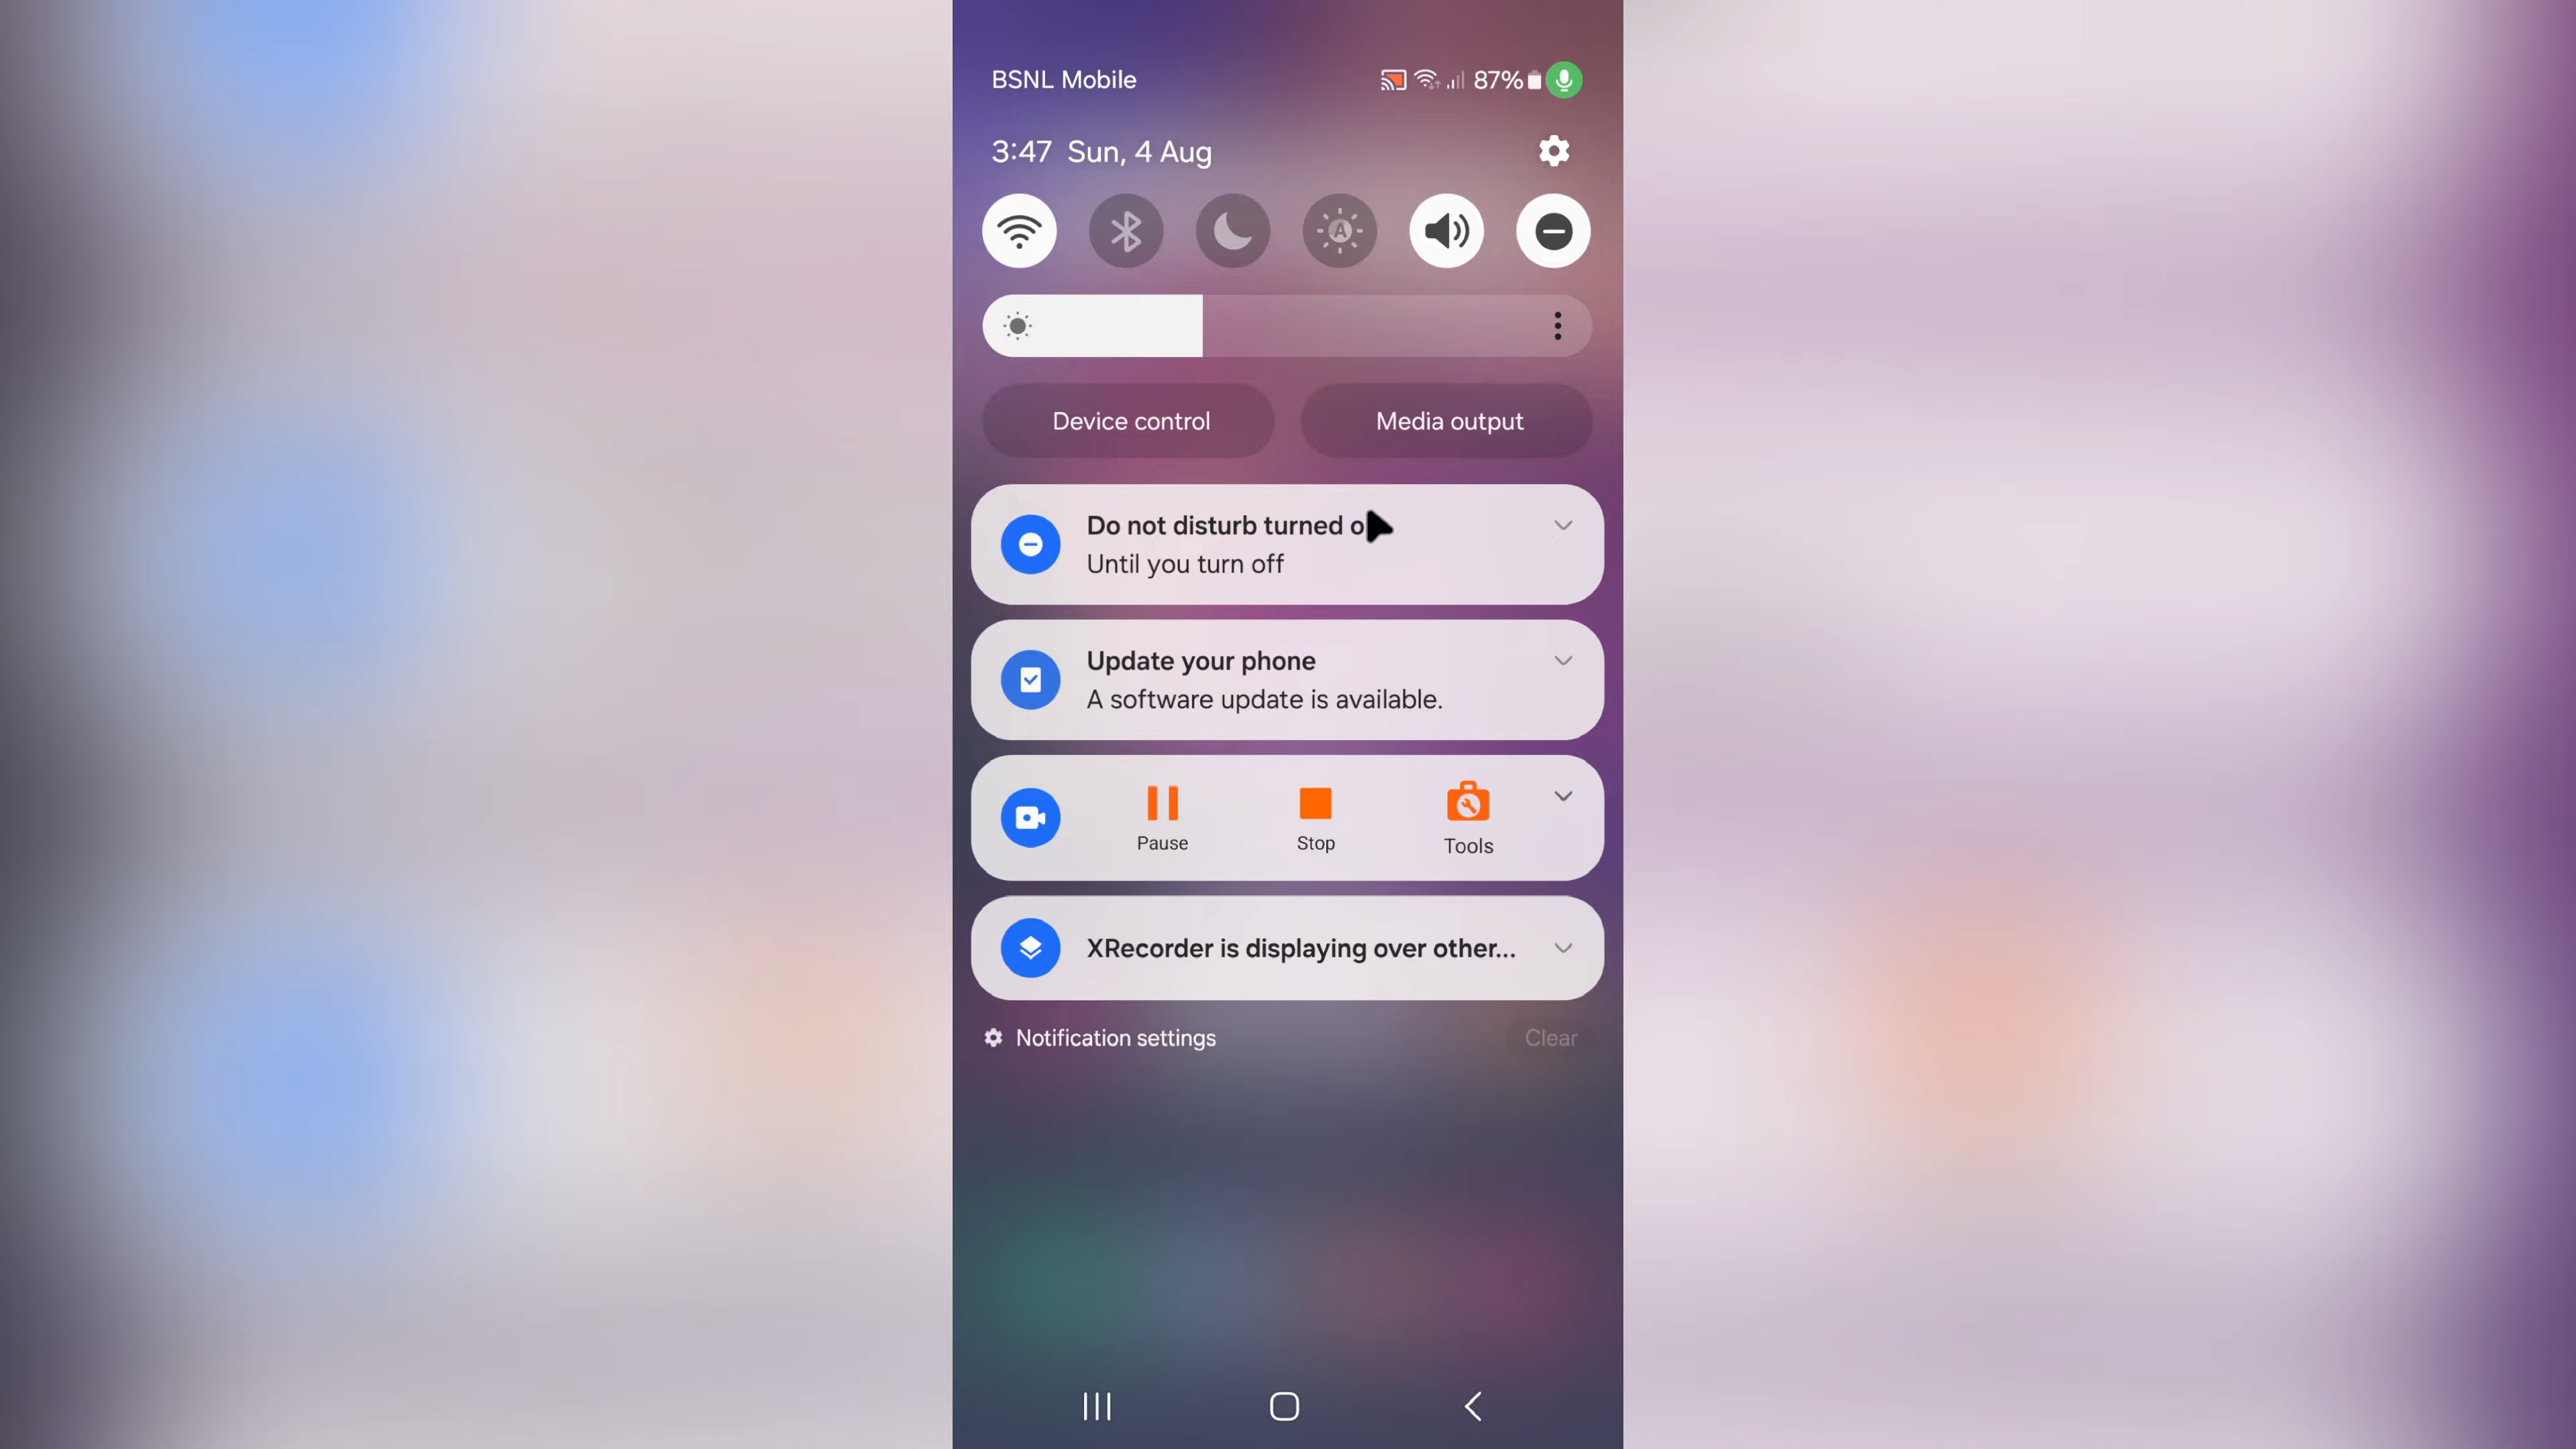 BSNL Mobile
87%
3:47 Sun, 4 Aug
Device control
Media output
Do not disturb turned
Until you turn off
Update your phone
A software update is available.
Pause
Stop
Tools
XRecorder is displaying over other...
Notification settings
Clear